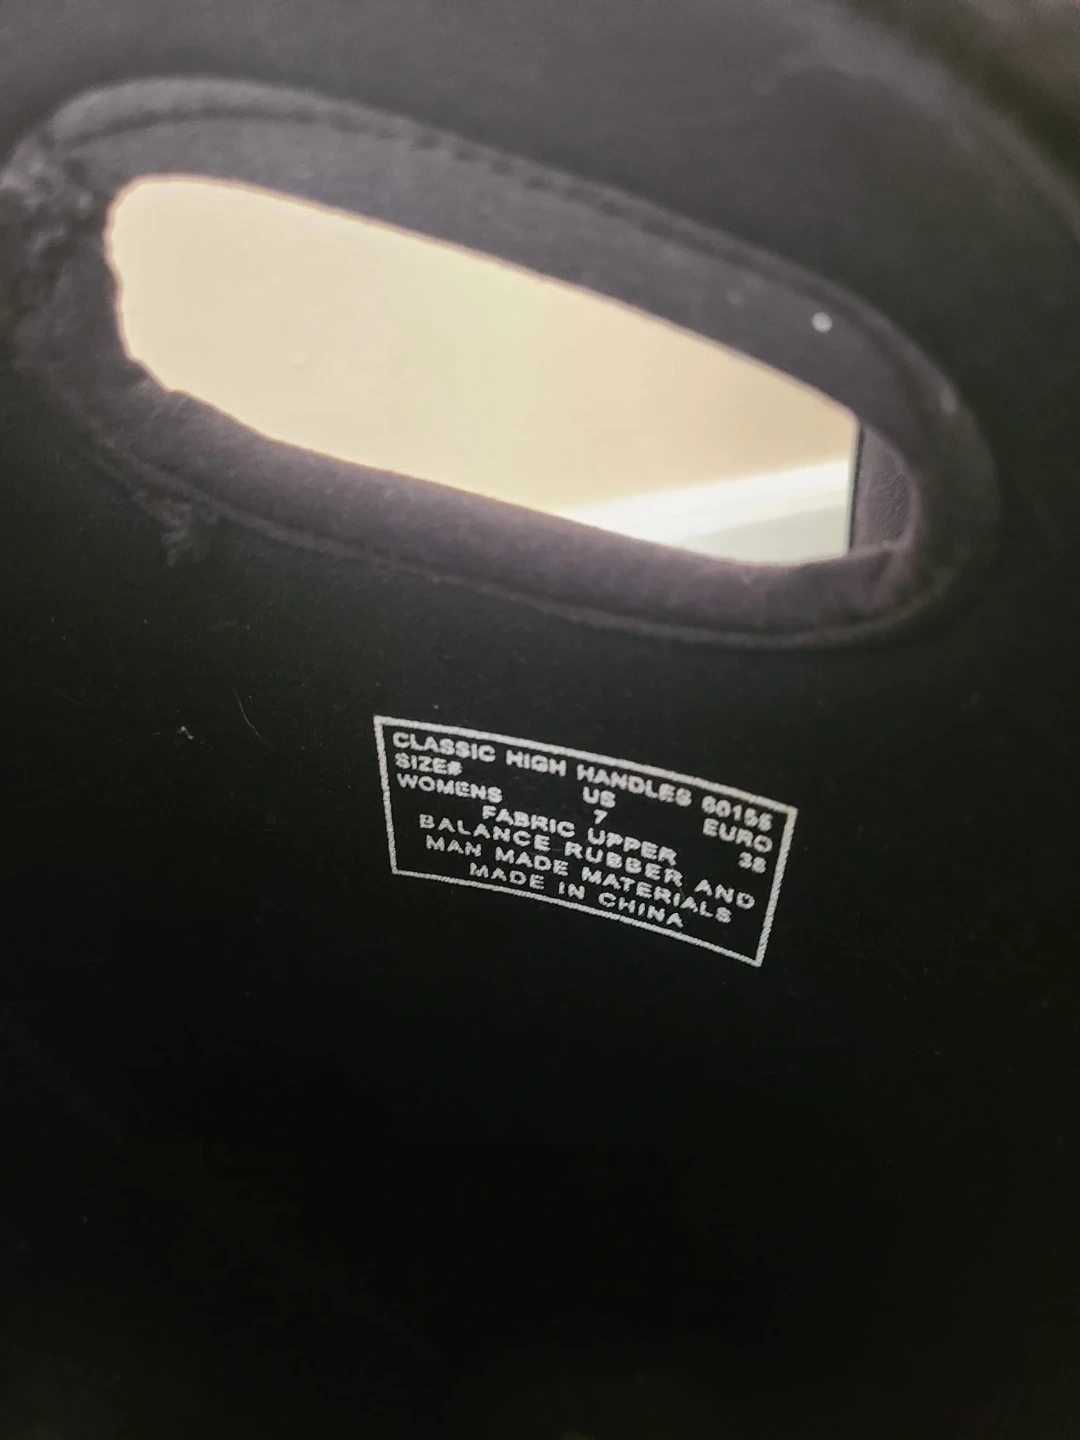 CLASSIC HIGH HANDLES 60155
SIZE# US EURO
WOMENS 7 38
FABRIC UPPER
BALANCE RUBBER AND
MAN MADE MATERIALS
MADE IN CHINA